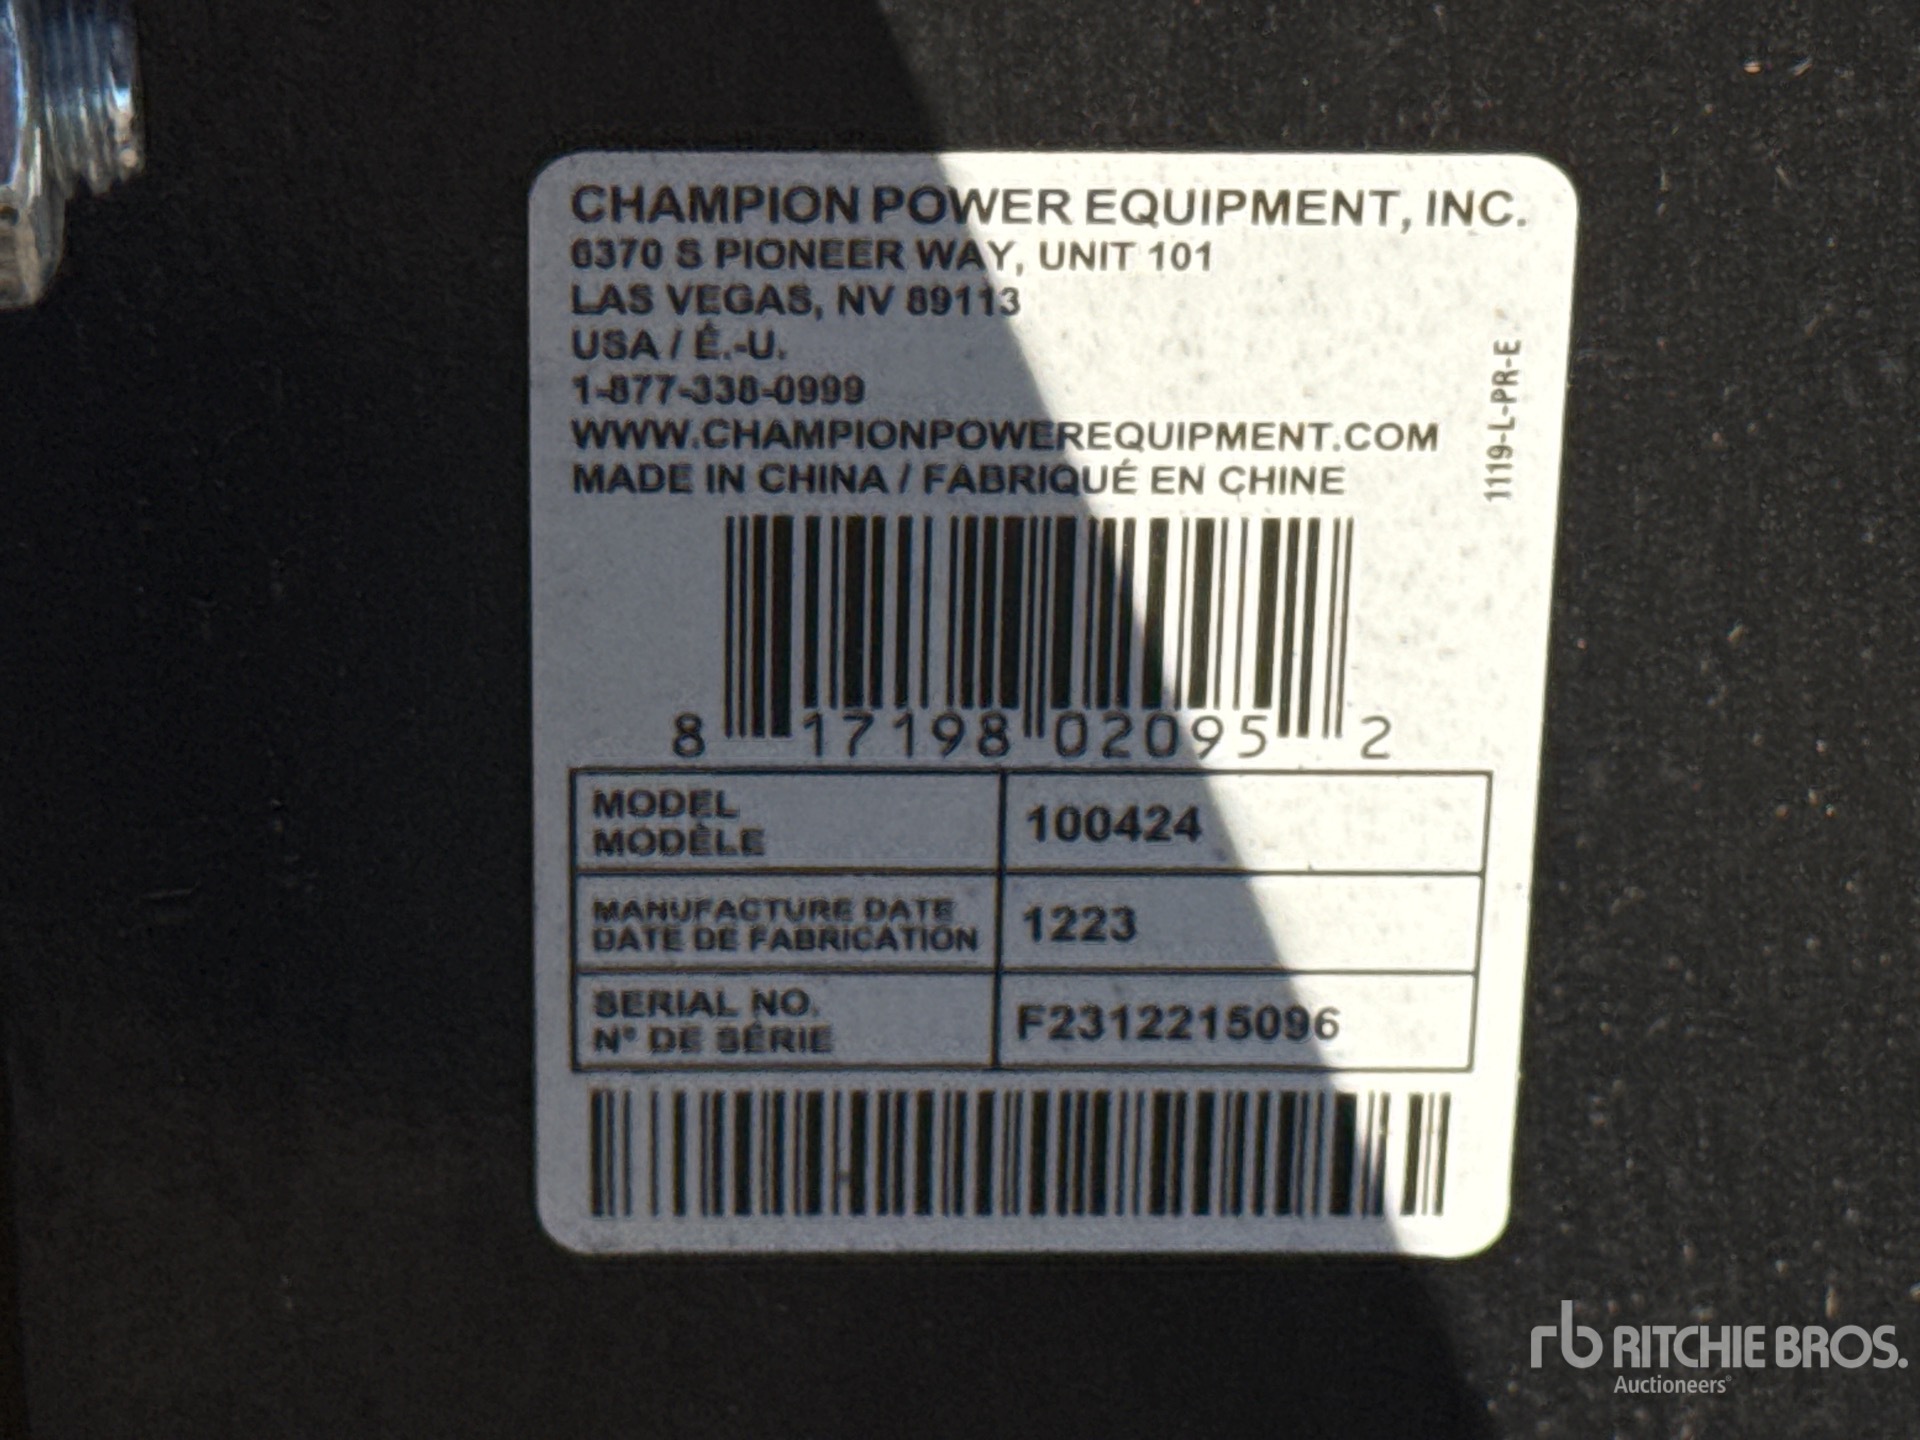 CHAMPION POWER EQUIPMENT, INC.
6370 S PIONEER WAY, UNIT 101
LAS VEGAS, NV 89113
USA / É.-U.
1-877-338-0999
WWW.CHAMPIONPOWEREQUIPMENT.COM
MADE IN CHINA / FABRIQUÉ EN CHINE
1119-L-PR-E
8 17198 02095 2
MODEL
MODÈLE
100424
MANUFACTURE DATE
DATE DE FABRICATION
1223
SERIAL NO.
N° DE SÉRIE
F2312215096
rb RITCHIE BROS.
Auctioneers®